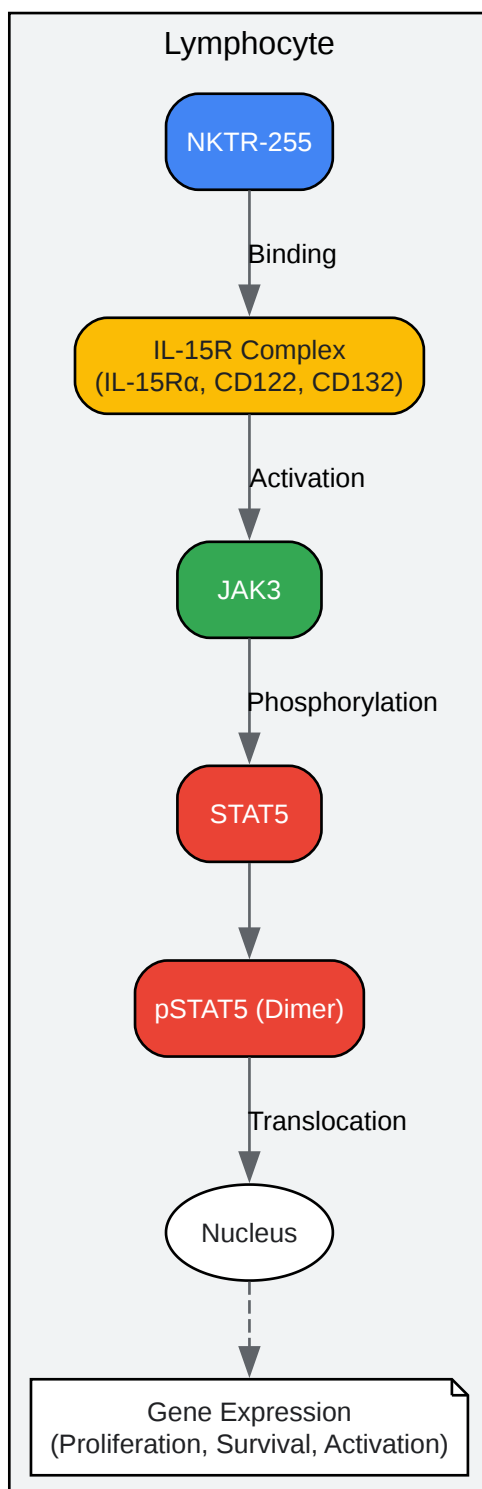 Lymphocyte
NKTR-255
Binding
IL-15R Complex
(IL-15Rα, CD122, CD132)
Activation
JAK3
Phosphorylation
STAT5
pSTAT5 (Dimer)
Translocation
Nucleus
Gene Expression
(Proliferation, Survival, Activation)